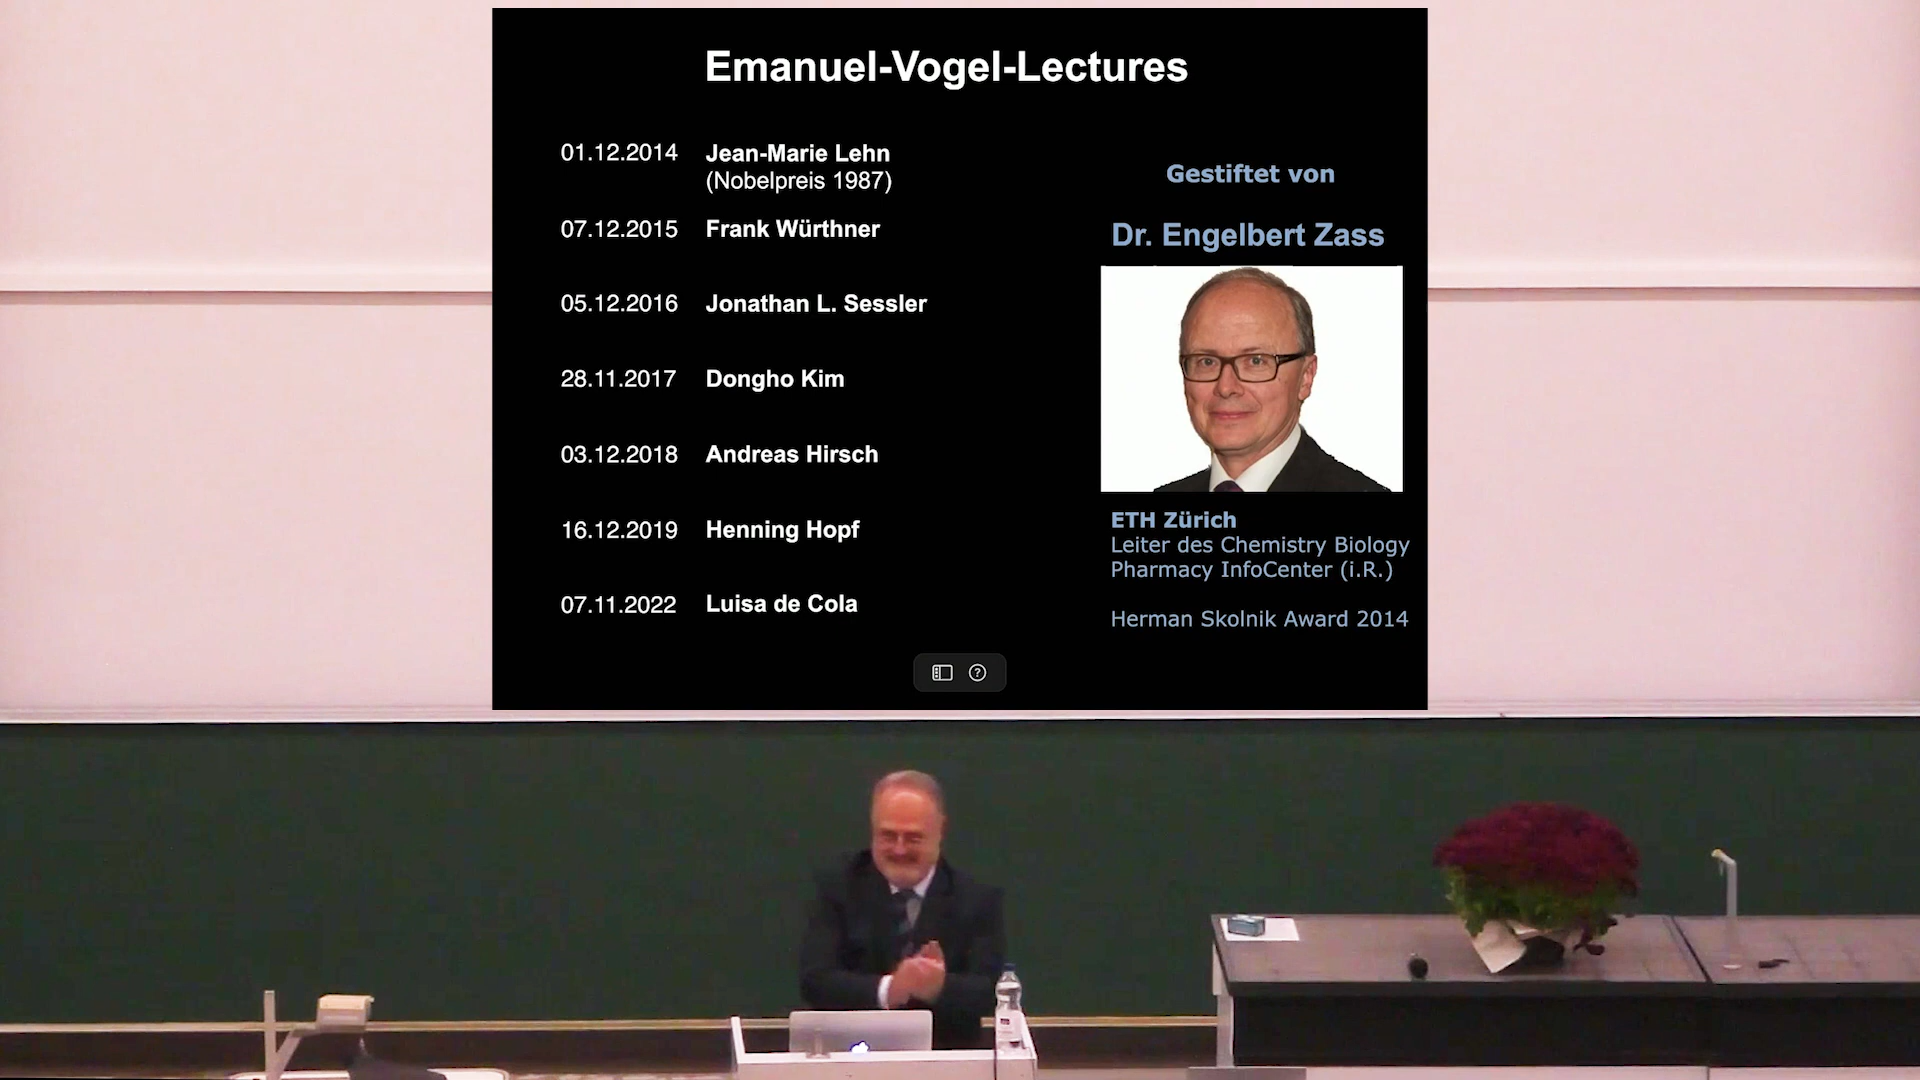 Emanuel-Vogel-Lectures
01.12.2014 Jean-Marie Lehn
(Nobelpreis 1987)
07.12.2015 Frank Würthner
05.12.2016 Jonathan L. Sessler
28.11.2017 Dongho Kim
03.12.2018 Andreas Hirsch
16.12.2019 Henning Hopf
07.11.2022 Luisa de Cola
Gestiftet von
Dr. Engelbert Zass
ETH Zürich
Leiter des Chemistry Biology
Pharmacy InfoCenter (i.R.)
Herman Skolnik Award 2014